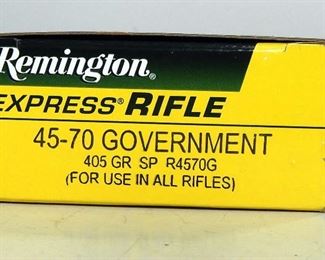 Remington
EXPRESS® RIFLE
45-70 GOVERNMENT
405 GR SP R4570G
(FOR USE IN ALL RIFLES)